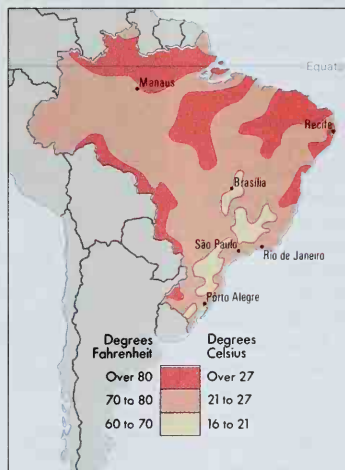 Equat
Manaus
Recife
Brasília
São Paulo
Rio de Janeiro
Pôrto Alegre
Degrees Fahrenheit Degrees Celsius
Over 80 Over 27
70 to 80 21 to 27
60 to 70 16 to 21